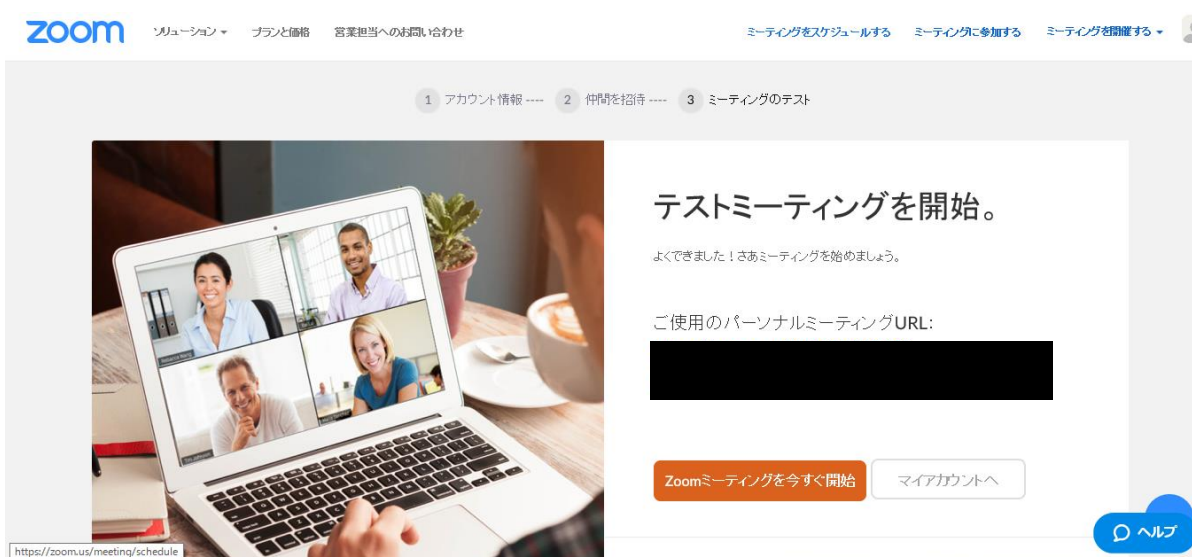 zoom ソリューション プランと価格 営業担当へのお問い合わせ ミーティングをスケジュールする ミーティングに参加する ミーティングを開催する
1 アカウント情報 ---- 2 仲間を招待 ---- 3 ミーティングのテスト
テストミーティングを開始。
よくできました！さあミーティングを始めましょう。
ご使用のパーソナルミーティングURL:
Zoomミーティングを今すぐ開始 マイアカウントへ
ヘルプ
https://zoom.us/meeting/schedule